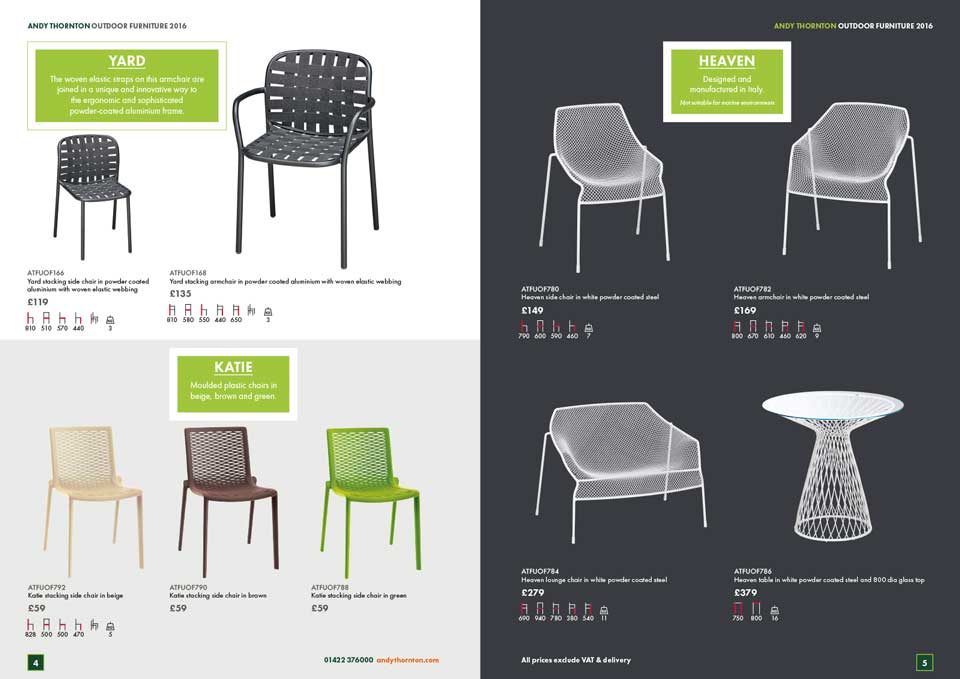 ANDY THORNTON OUTDOOR FURNITURE 2016
YARD
The woven elastic straps on this armchair are
joined in a unique and innovative way to
the ergonomic and sophisticated
powder-coated aluminium frame.
ATFUOF166
Yard stacking side chair in powder coated
aluminium with woven elastic webbing
£119
810 510 570 440 3
ATFUOF168
Yard stacking armchair in powder coated aluminium with woven elastic webbing
£135
810 580 550 440 650 3
KATIE
Moulded plastic chairs in
beige, brown and green.
ATFUOF792
Katie stacking side chair in beige
£59
828 500 500 470 5
ATFUOF790
Katie stacking side chair in brown
£59
ATFUOF788
Katie stacking side chair in green
£59
4
01422 376000 andythornton.com
ANDY THORNTON OUTDOOR FURNITURE 2016
HEAVEN
Designed and
manufactured in Italy.
Not suitable for marine environments
ATFUOF780
Heaven side chair in white powder coated steel
£149
790 600 590 460 7
ATFUOF782
Heaven armchair in white powder coated steel
£169
800 670 610 460 620 9
ATFUOF784
Heaven lounge chair in white powder coated steel
£279
690 940 780 380 540 11
ATFUOF786
Heaven table in white powder coated steel and 800 dia glass top
£379
750 800 16
All prices exclude VAT & delivery
5